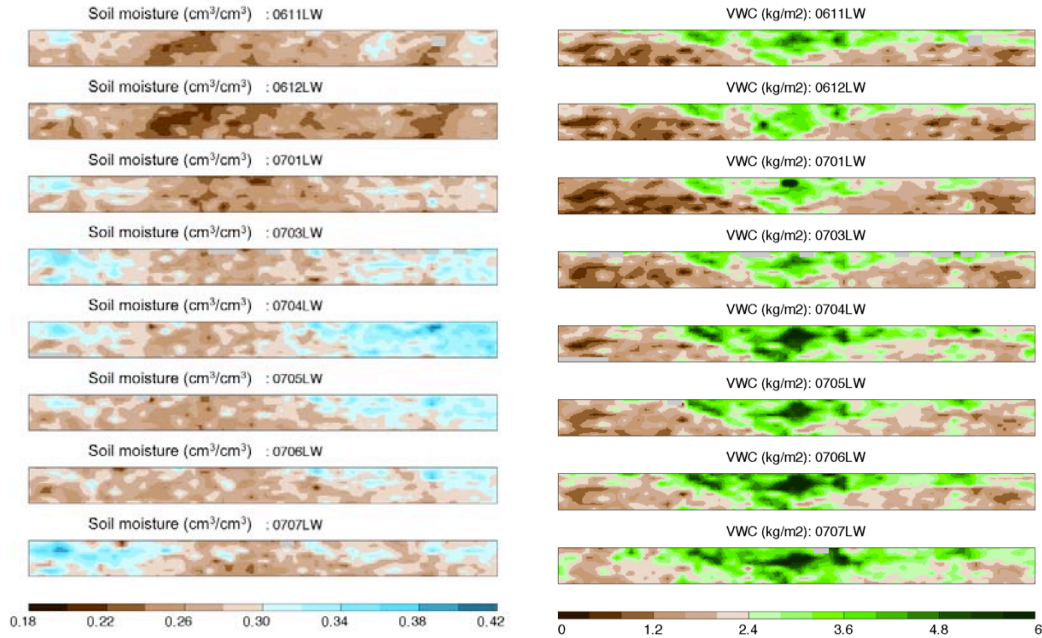 Soil moisture (cm³/cm³) : 0611LW
Soil moisture (cm³/cm³) : 0612LW
Soil moisture (cm³/cm³) : 0701LW
Soil moisture (cm³/cm³) : 0703LW
Soil moisture (cm³/cm³) : 0704LW
Soil moisture (cm³/cm³) : 0705LW
Soil moisture (cm³/cm³) : 0706LW
Soil moisture (cm³/cm³) : 0707LW
0.18 0.22 0.26 0.30 0.34 0.38 0.42
VWC (kg/m2): 0611LW
VWC (kg/m2): 0612LW
VWC (kg/m2): 0701LW
VWC (kg/m2): 0703LW
VWC (kg/m2): 0704LW
VWC (kg/m2): 0705LW
VWC (kg/m2): 0706LW
VWC (kg/m2): 0707LW
0 1.2 2.4 3.6 4.8 6